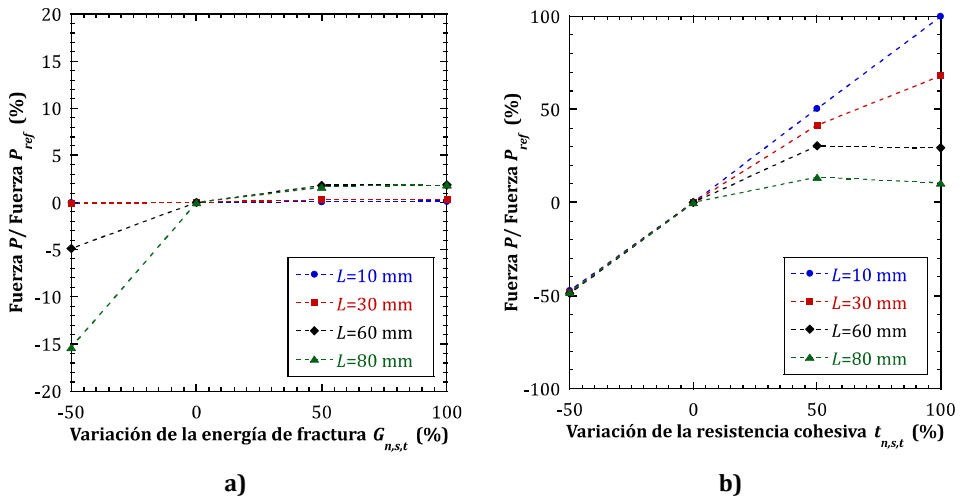 20
15
10
5
0
-5
-10
-15
-20
Fuerza P/ Fuerza Pref (%)
L=10 mm
L=30 mm
L=60 mm
L=80 mm
-50 0 50 100
Variación de la energía de fractura Gn,s,t (%)
a)
100
50
0
-50
-100
Fuerza P/ Fuerza Pref (%)
L=10 mm
L=30 mm
L=60 mm
L=80 mm
-50 0 50 100
Variación de la resistencia cohesiva tn,s,t (%)
b)